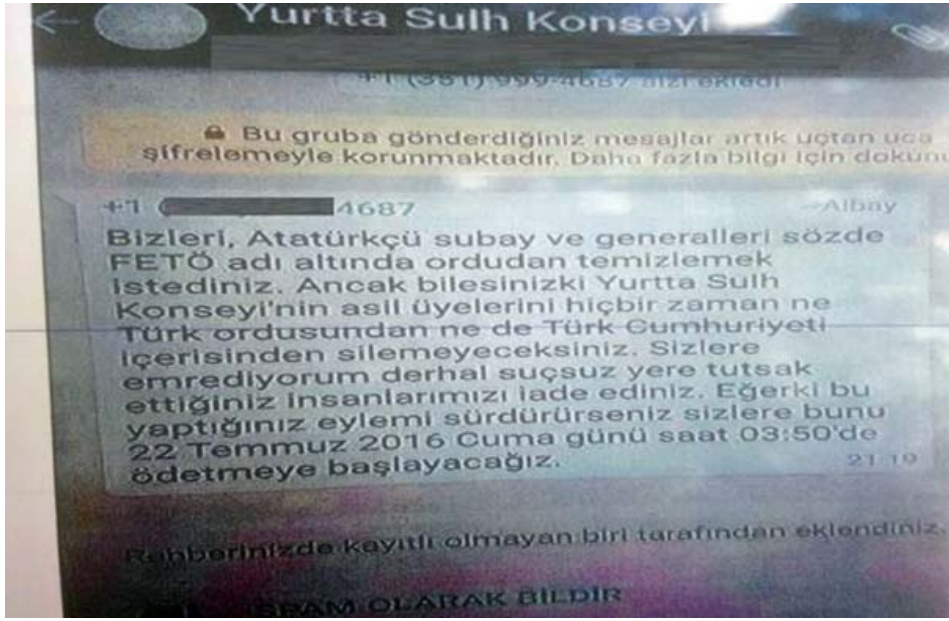 Yurtta Sulh Konseyi
+1 (351) 999-4687 bizi ekledi
Bu gruba gönderdiğiniz mesajlar artık uçtan uca
şifrelemeyle korunmaktadır. Daha fazla bilgi için dokunu
+1 ( 4687 ~Albay
Bizleri, Atatürkçü subay ve generalleri sözde
FETÖ adı altında ordudan temizlemek
istediniz. Ancak bilesinizki Yurtta Sulh
Konseyi'nin asil üyelerini hiçbir zaman ne
Türk ordusundan ne de Türk Cumhuriyeti
içerisinden silemeyeceksiniz. Sizlere
emrediyorum derhal suçsuz yere tutsak
ettiğiniz insanlarımızı iade ediniz. Eğerki bu
yaptığınız eylemi sürdürürseniz sizlere bunu
22 Temmuz 2016 Cuma günü saat 03:50'de
ödetmeye başlayacağız.
21:19
Rehberinizde kayıtlı olmayan biri tarafından eklendiniz.
SPAM OLARAK BİLDİR